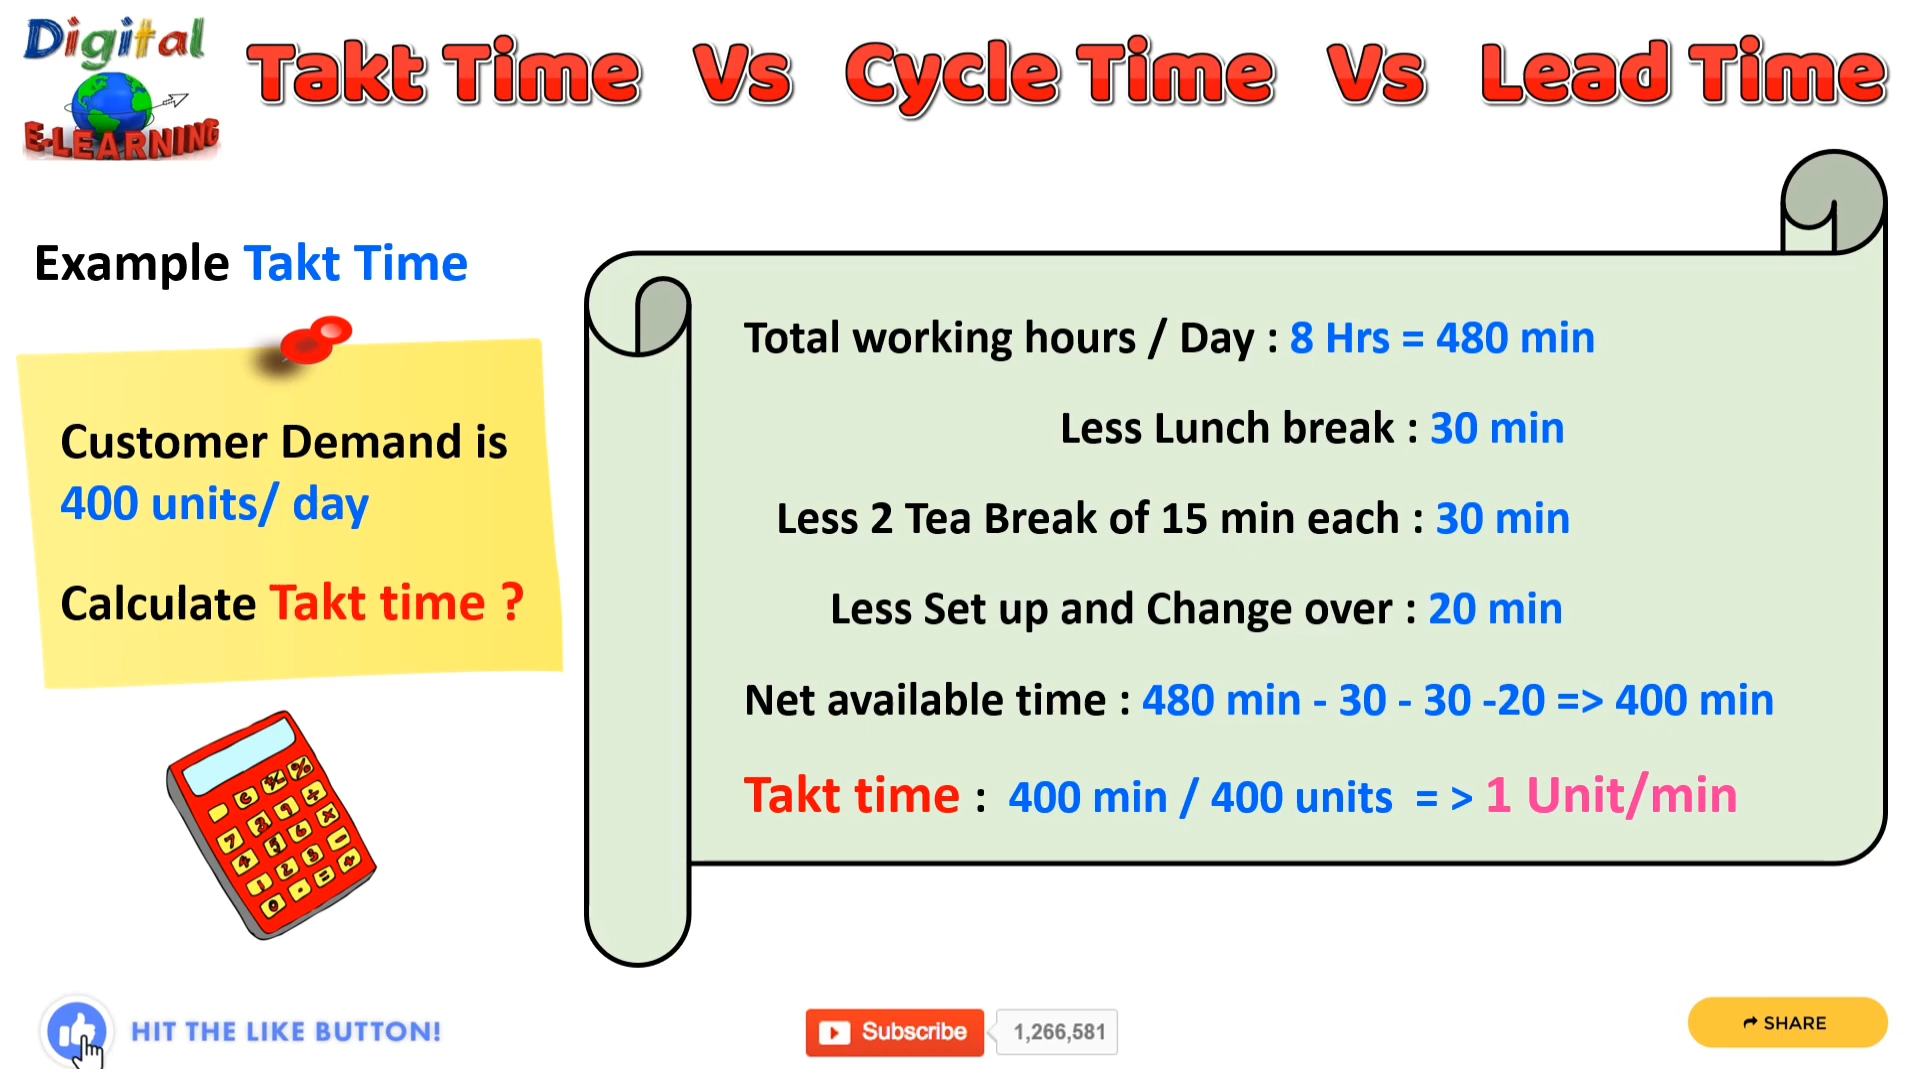 Digital
E-LEARNING
Takt Time Vs Cycle Time Vs Lead Time
Example Takt Time
Customer Demand is
400 units/ day
Calculate Takt time ?
Total working hours / Day : 8 Hrs = 480 min
Less Lunch break : 30 min
Less 2 Tea Break of 15 min each : 30 min
Less Set up and Change over : 20 min
Net available time : 480 min - 30 - 30 -20 => 400 min
Takt time : 400 min / 400 units = > 1 Unit/min
HIT THE LIKE BUTTON!
Subscribe 1,266,581
SHARE